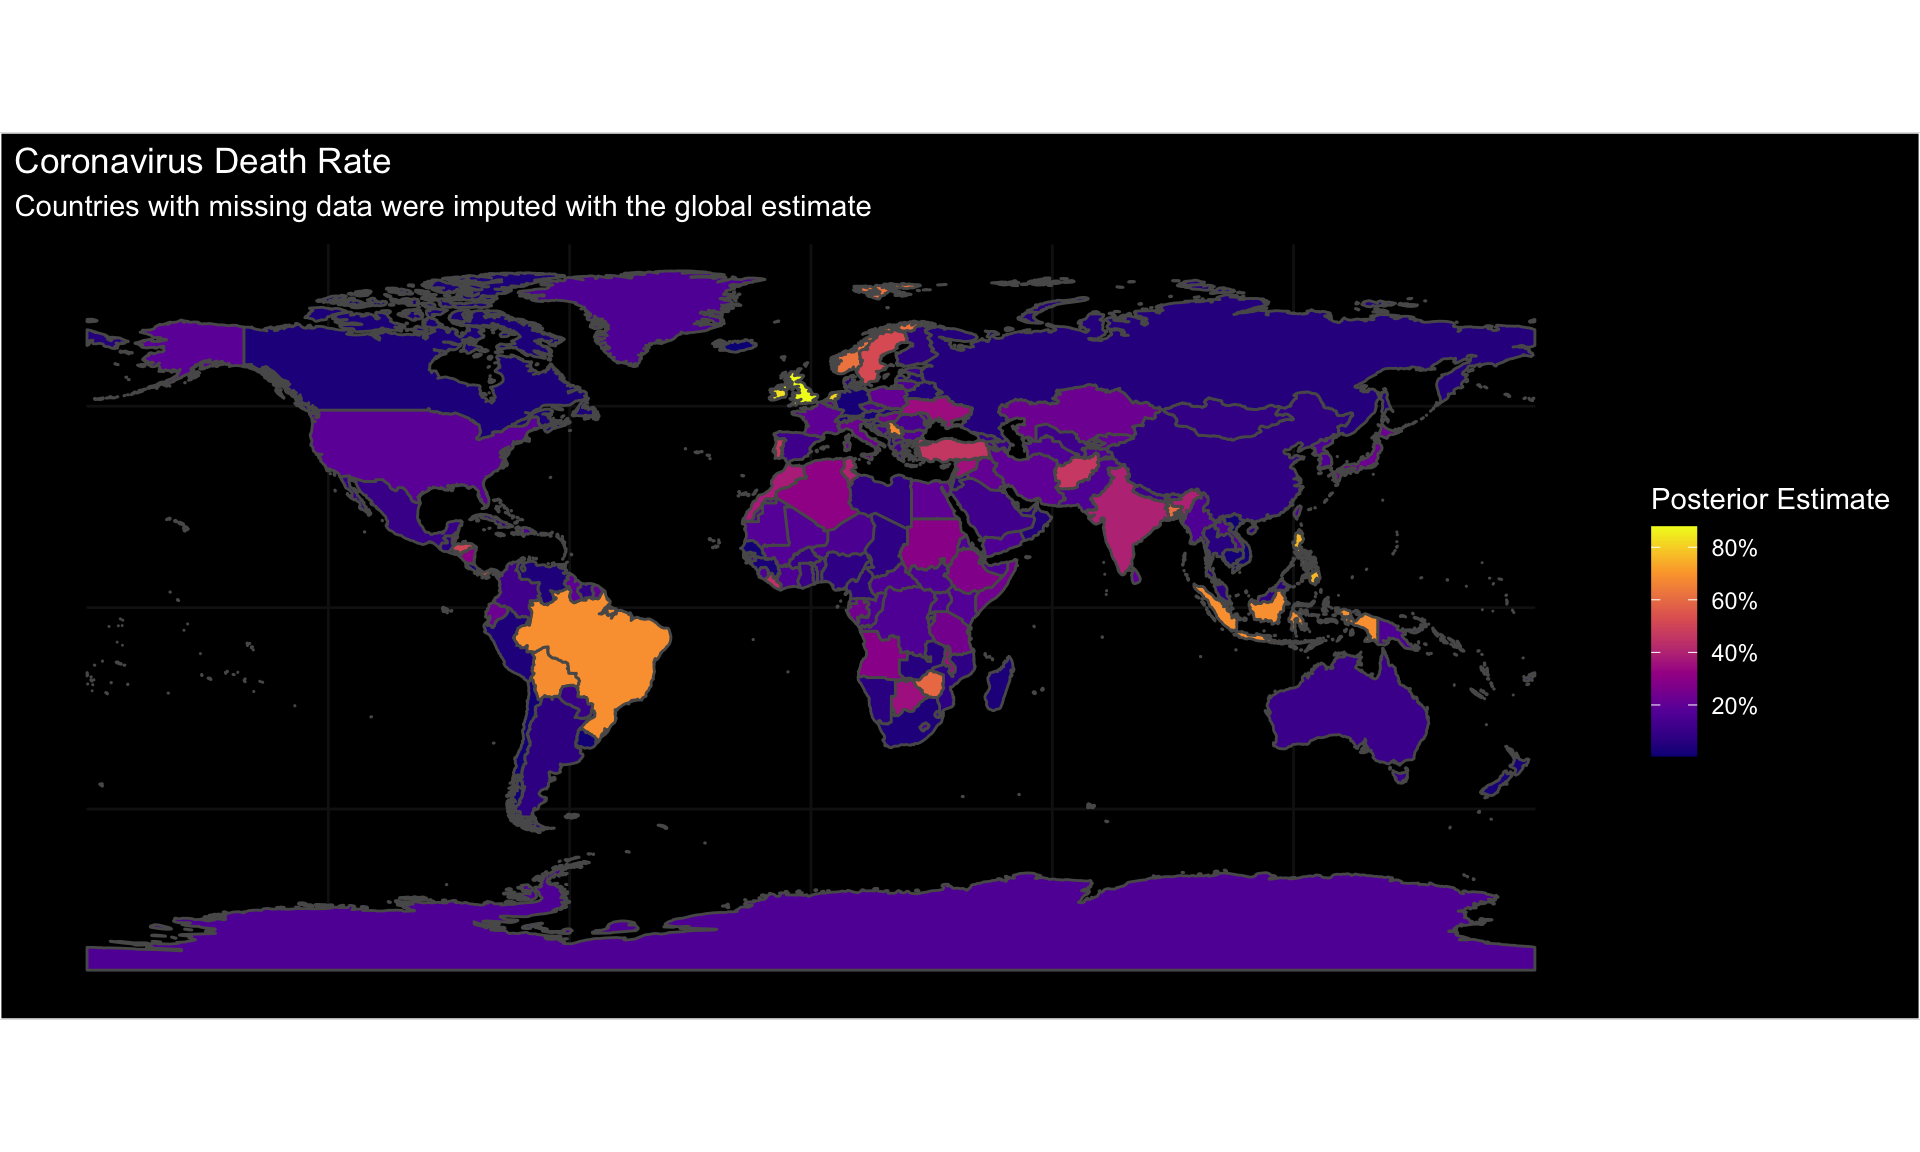 Coronavirus Death Rate
Countries with missing data were imputed with the global estimate
Posterior Estimate
80%
60%
40%
20%